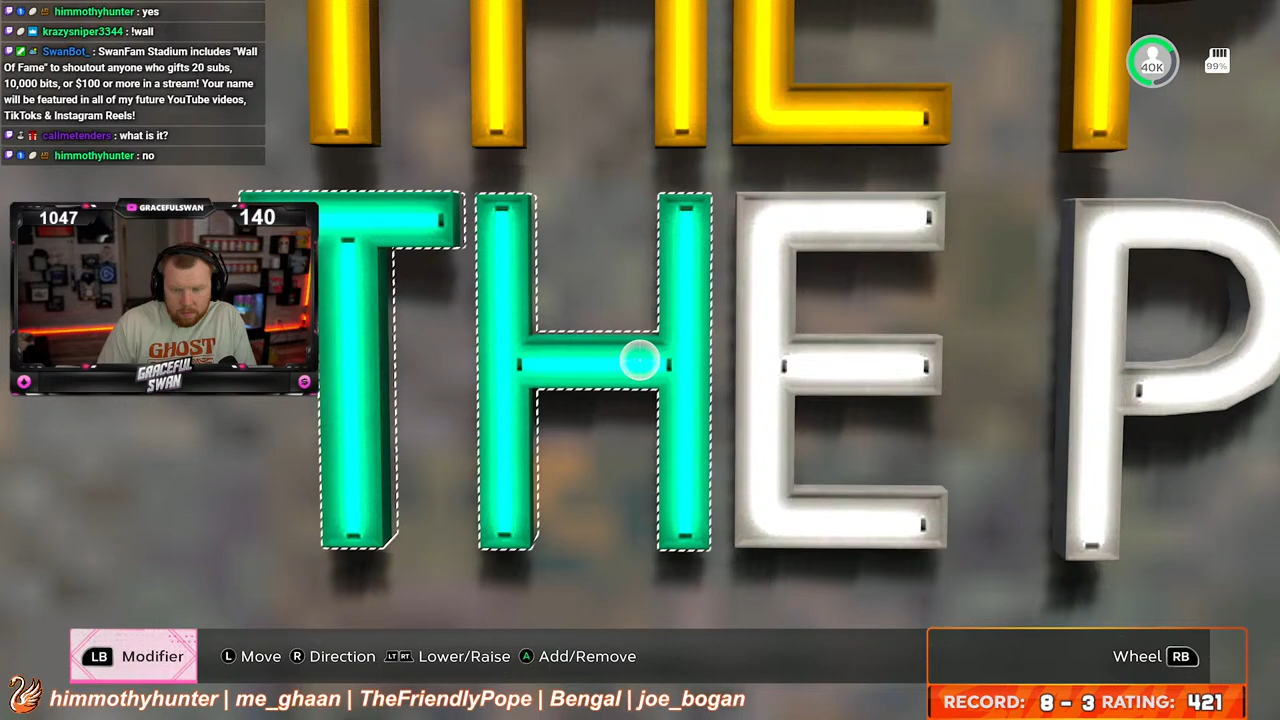 himmothyhunter : yes
krazysniper3344 : !wall
SwanBot_ : SwanFam Stadium includes "Wall
Of Fame" to shoutout anyone who gifts 20 subs,
10,000 bits, or $100 or more in a stream! Your name
will be featured in all of my future YouTube videos,
TikToks & Instagram Reels!
callmetenders : what is it?
himmothyhunter : no
40K
99%
THE P
1047
GRACEFULSWAN
140
GHOST
GRACEFUL
SWAN
LB Modifier
L Move R Direction LT RT Lower/Raise A Add/Remove
Wheel RB
himmothyhunter | me_ghaan | TheFriendlyPope | Bengal | joe_bogan
RECORD: 8 - 3 RATING: 421